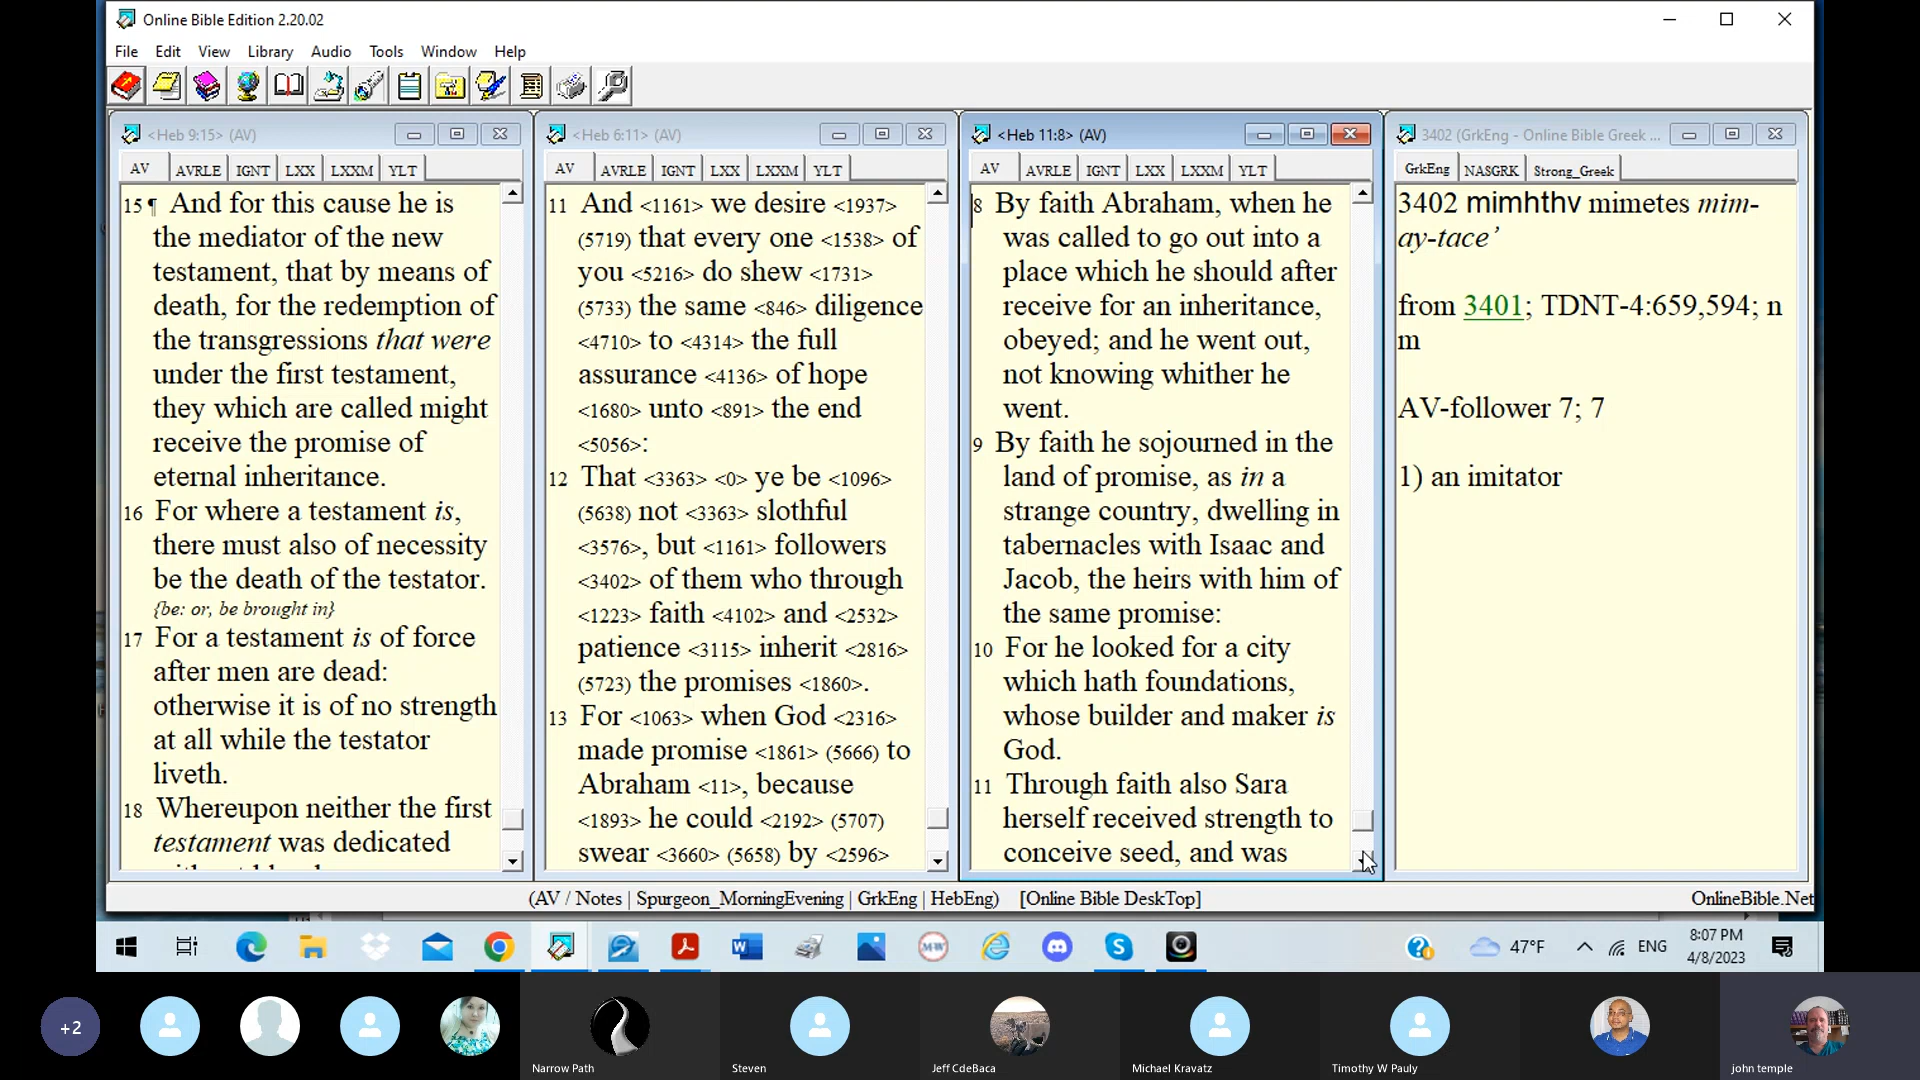 Online Bible Edition 2.20.02
File Edit View Library Audio Tools Window Help
<Heb 9:15> (AV)
AV AVRLE IGNT LXX LXXM YLT
15 ¶ And for this cause he is
the mediator of the new
testament, that by means of
death, for the redemption of
the transgressions that were
under the first testament,
they which are called might
receive the promise of
eternal inheritance.
16 For where a testament is,
there must also of necessity
be the death of the testator.
{be: or, be brought in}
17 For a testament is of force
after men are dead:
otherwise it is of no strength
at all while the testator
liveth.
18 Whereupon neither the first
testament was dedicated
<Heb 6:11> (AV)
AV AVRLE IGNT LXX LXXM YLT
11 And <1161> we desire <1937>
(5719) that every one <1538> of
you <5216> do shew <1731>
(5733) the same <846> diligence
<4710> to <4314> the full
assurance <4136> of hope
<1680> unto <891> the end
<5056>:
12 That <3363> <0> ye be <1096>
(5638) not <3363> slothful
<3576>, but <1161> followers
<3402> of them who through
<1223> faith <4102> and <2532>
patience <3115> inherit <2816>
(5723) the promises <1860>.
13 For <1063> when God <2316>
made promise <1861> (5666) to
Abraham <11>, because
<1893> he could <2192> (5707)
swear <3660> (5658) by <2596>
<Heb 11:8> (AV)
AV AVRLE IGNT LXX LXXM YLT
8 By faith Abraham, when he
was called to go out into a
place which he should after
receive for an inheritance,
obeyed; and he went out,
not knowing whither he
went.
9 By faith he sojourned in the
land of promise, as in a
strange country, dwelling in
tabernacles with Isaac and
Jacob, the heirs with him of
the same promise:
10 For he looked for a city
which hath foundations,
whose builder and maker is
God.
11 Through faith also Sara
herself received strength to
conceive seed, and was
3402 (GrkEng - Online Bible Greek ...
GrkEng NASGRK Strong_Greek
3402 mimhthv mimetes mim-
ay-tace’
from 3401; TDNT-4:659,594; n
m
AV-follower 7; 7
1) an imitator
(AV / Notes | Spurgeon_MorningEvening | GrkEng | HebEng) [Online Bible DeskTop] OnlineBible.Net
47°F ENG 8:07 PM
4/8/2023
+2
Narrow Path Steven Jeff CdeBaca Michael Kravatz Timothy W Pauly john temple